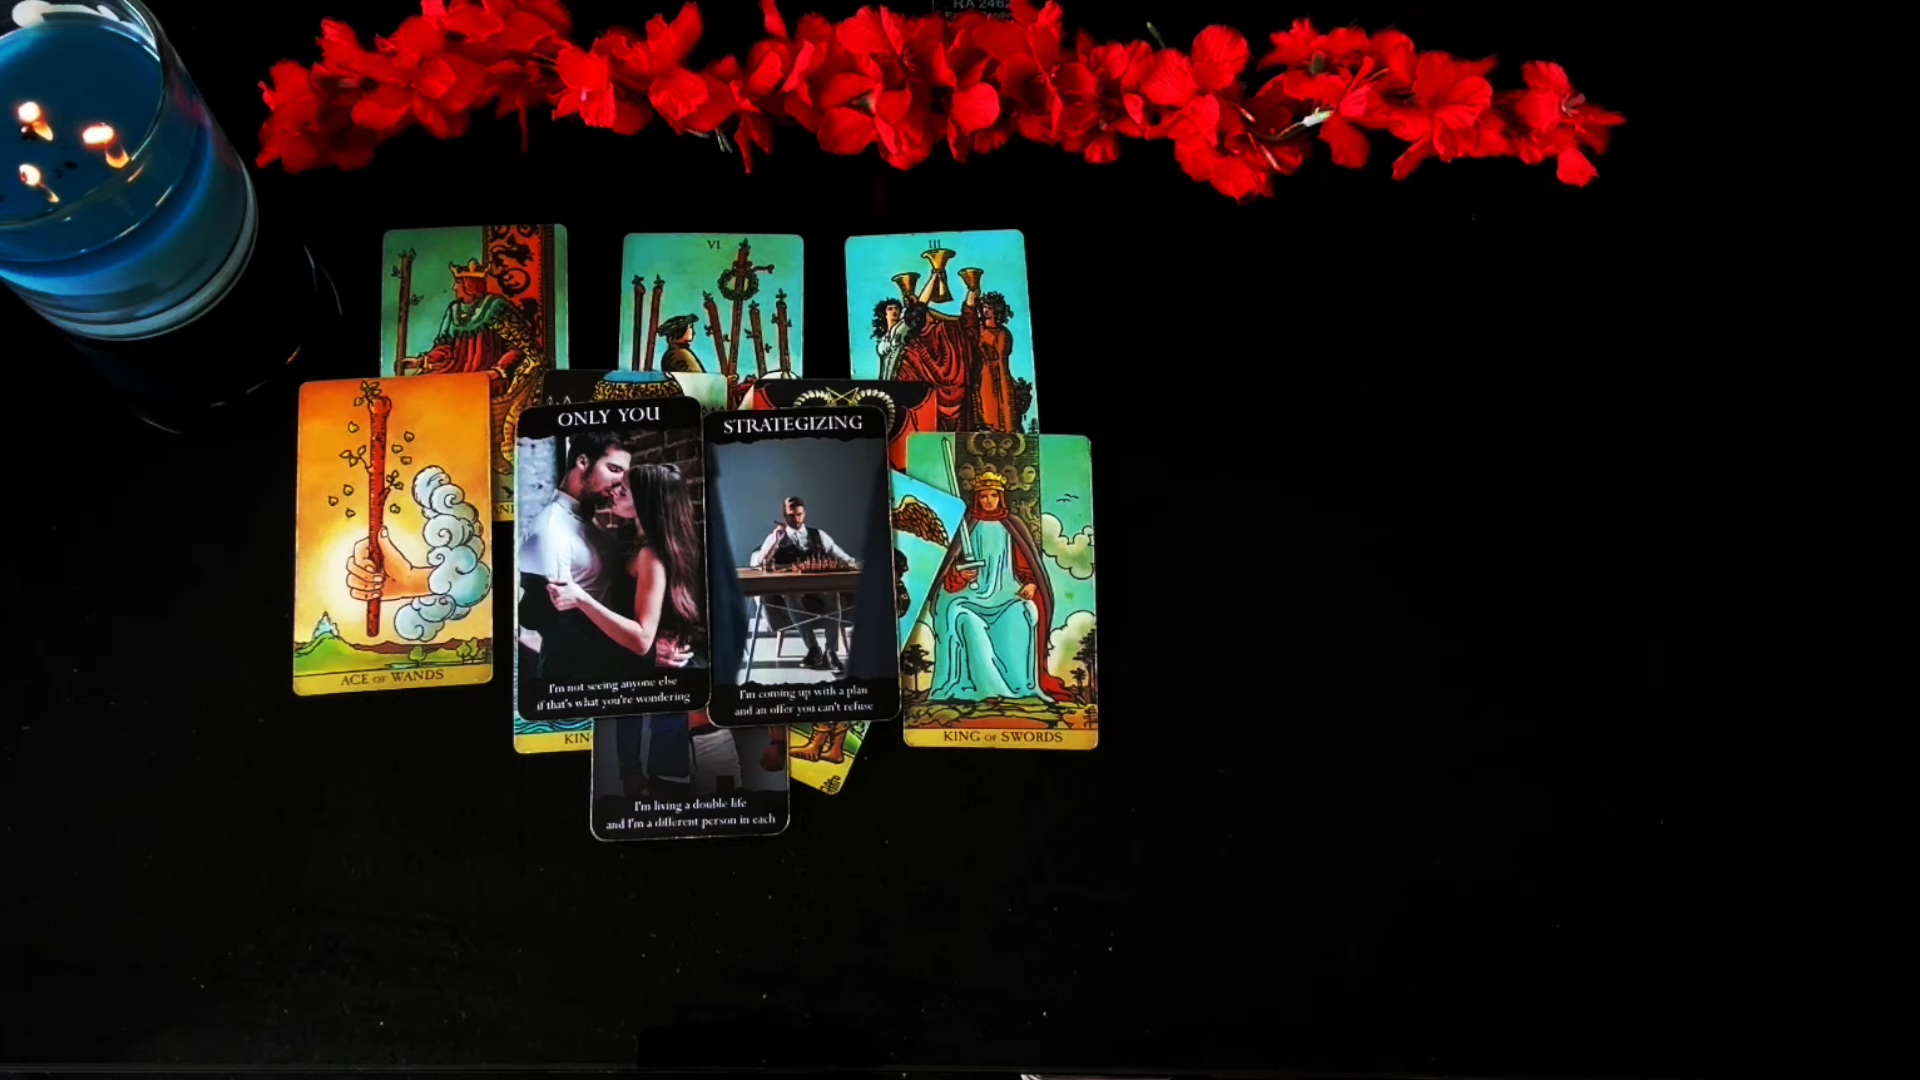 RA 2462
VI
III
ONLY YOU
STRATEGIZING
ACE OF WANDS
I'm not seeing anyone else
if that's what you're wondering
I'm coming up with a plan
and an offer you can't refuse
KING OF SWORDS
KIN
I'm living a double life
and I'm a different person in each